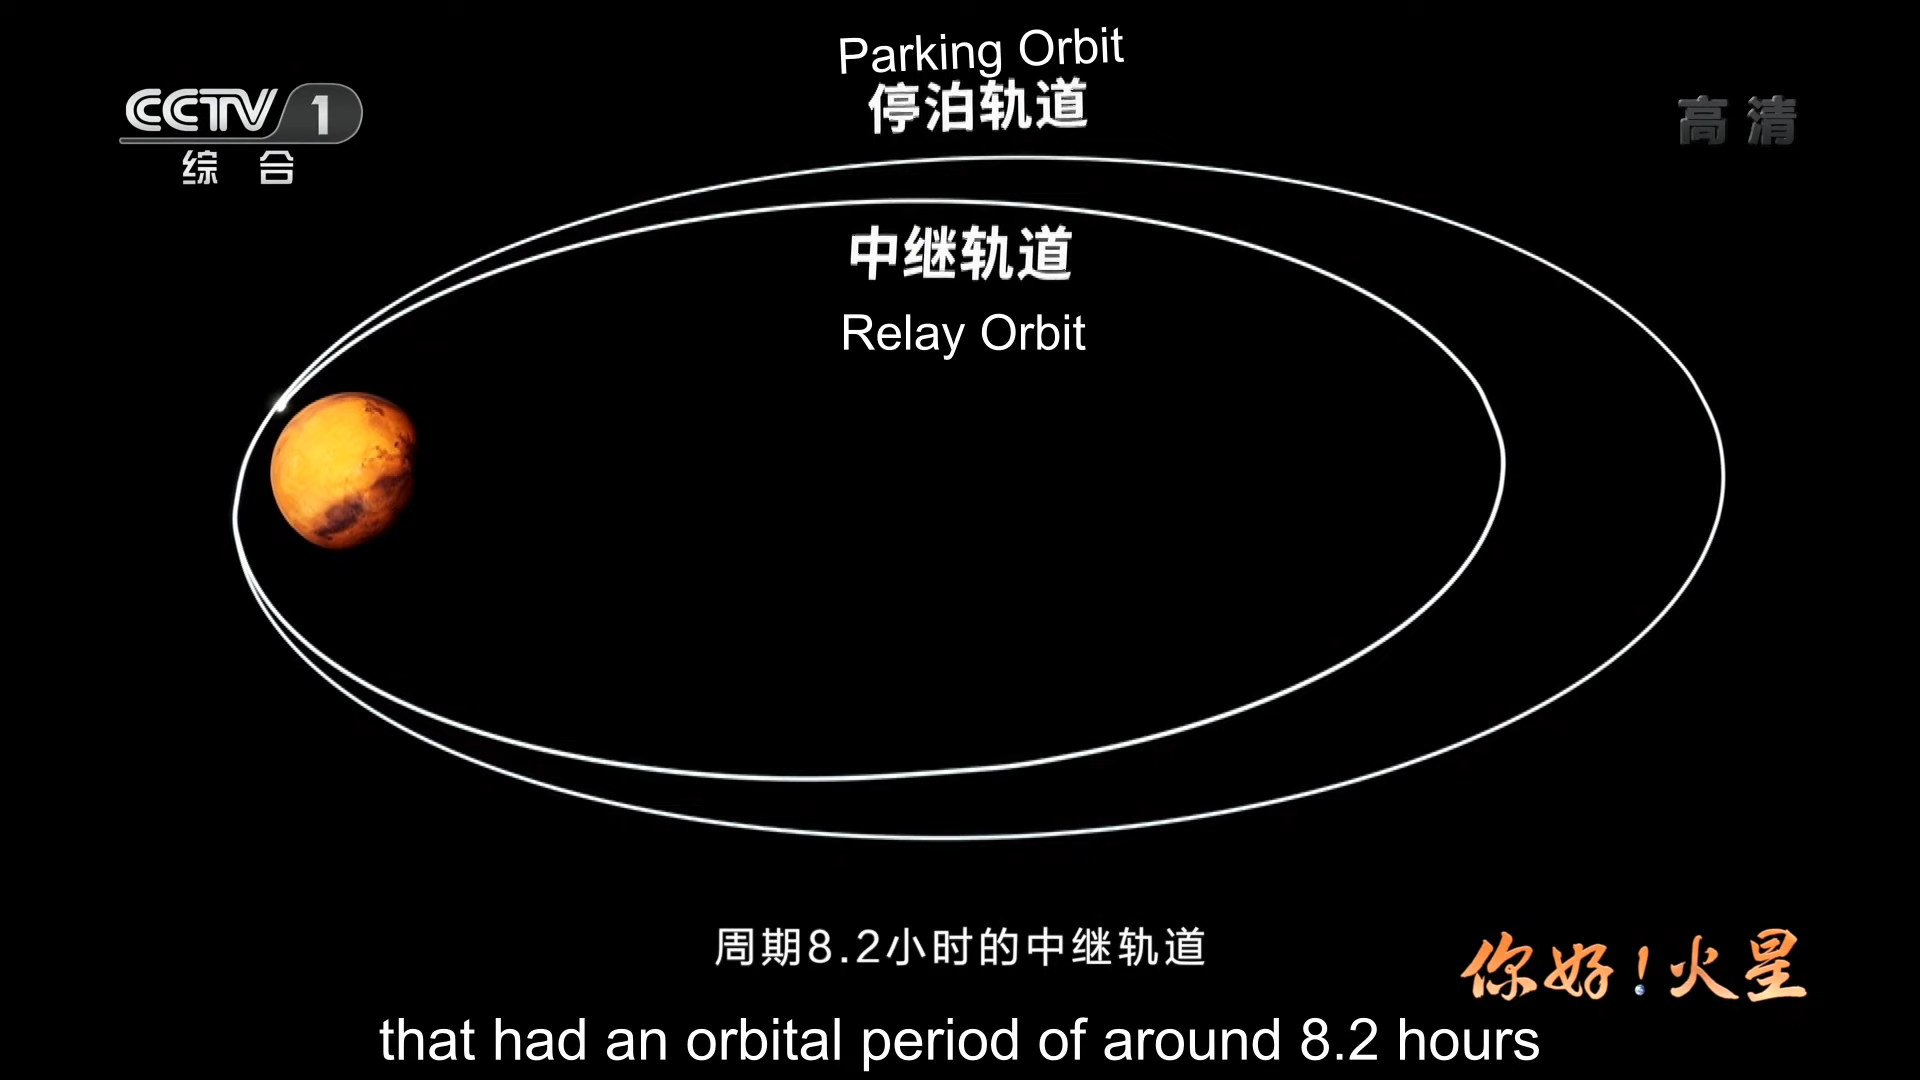 Parking Orbit
停泊轨道
CCTV 1
综 合
高 清
中继轨道
Relay Orbit
周期8.2小时的中继轨道
你好！火星
that had an orbital period of around 8.2 hours